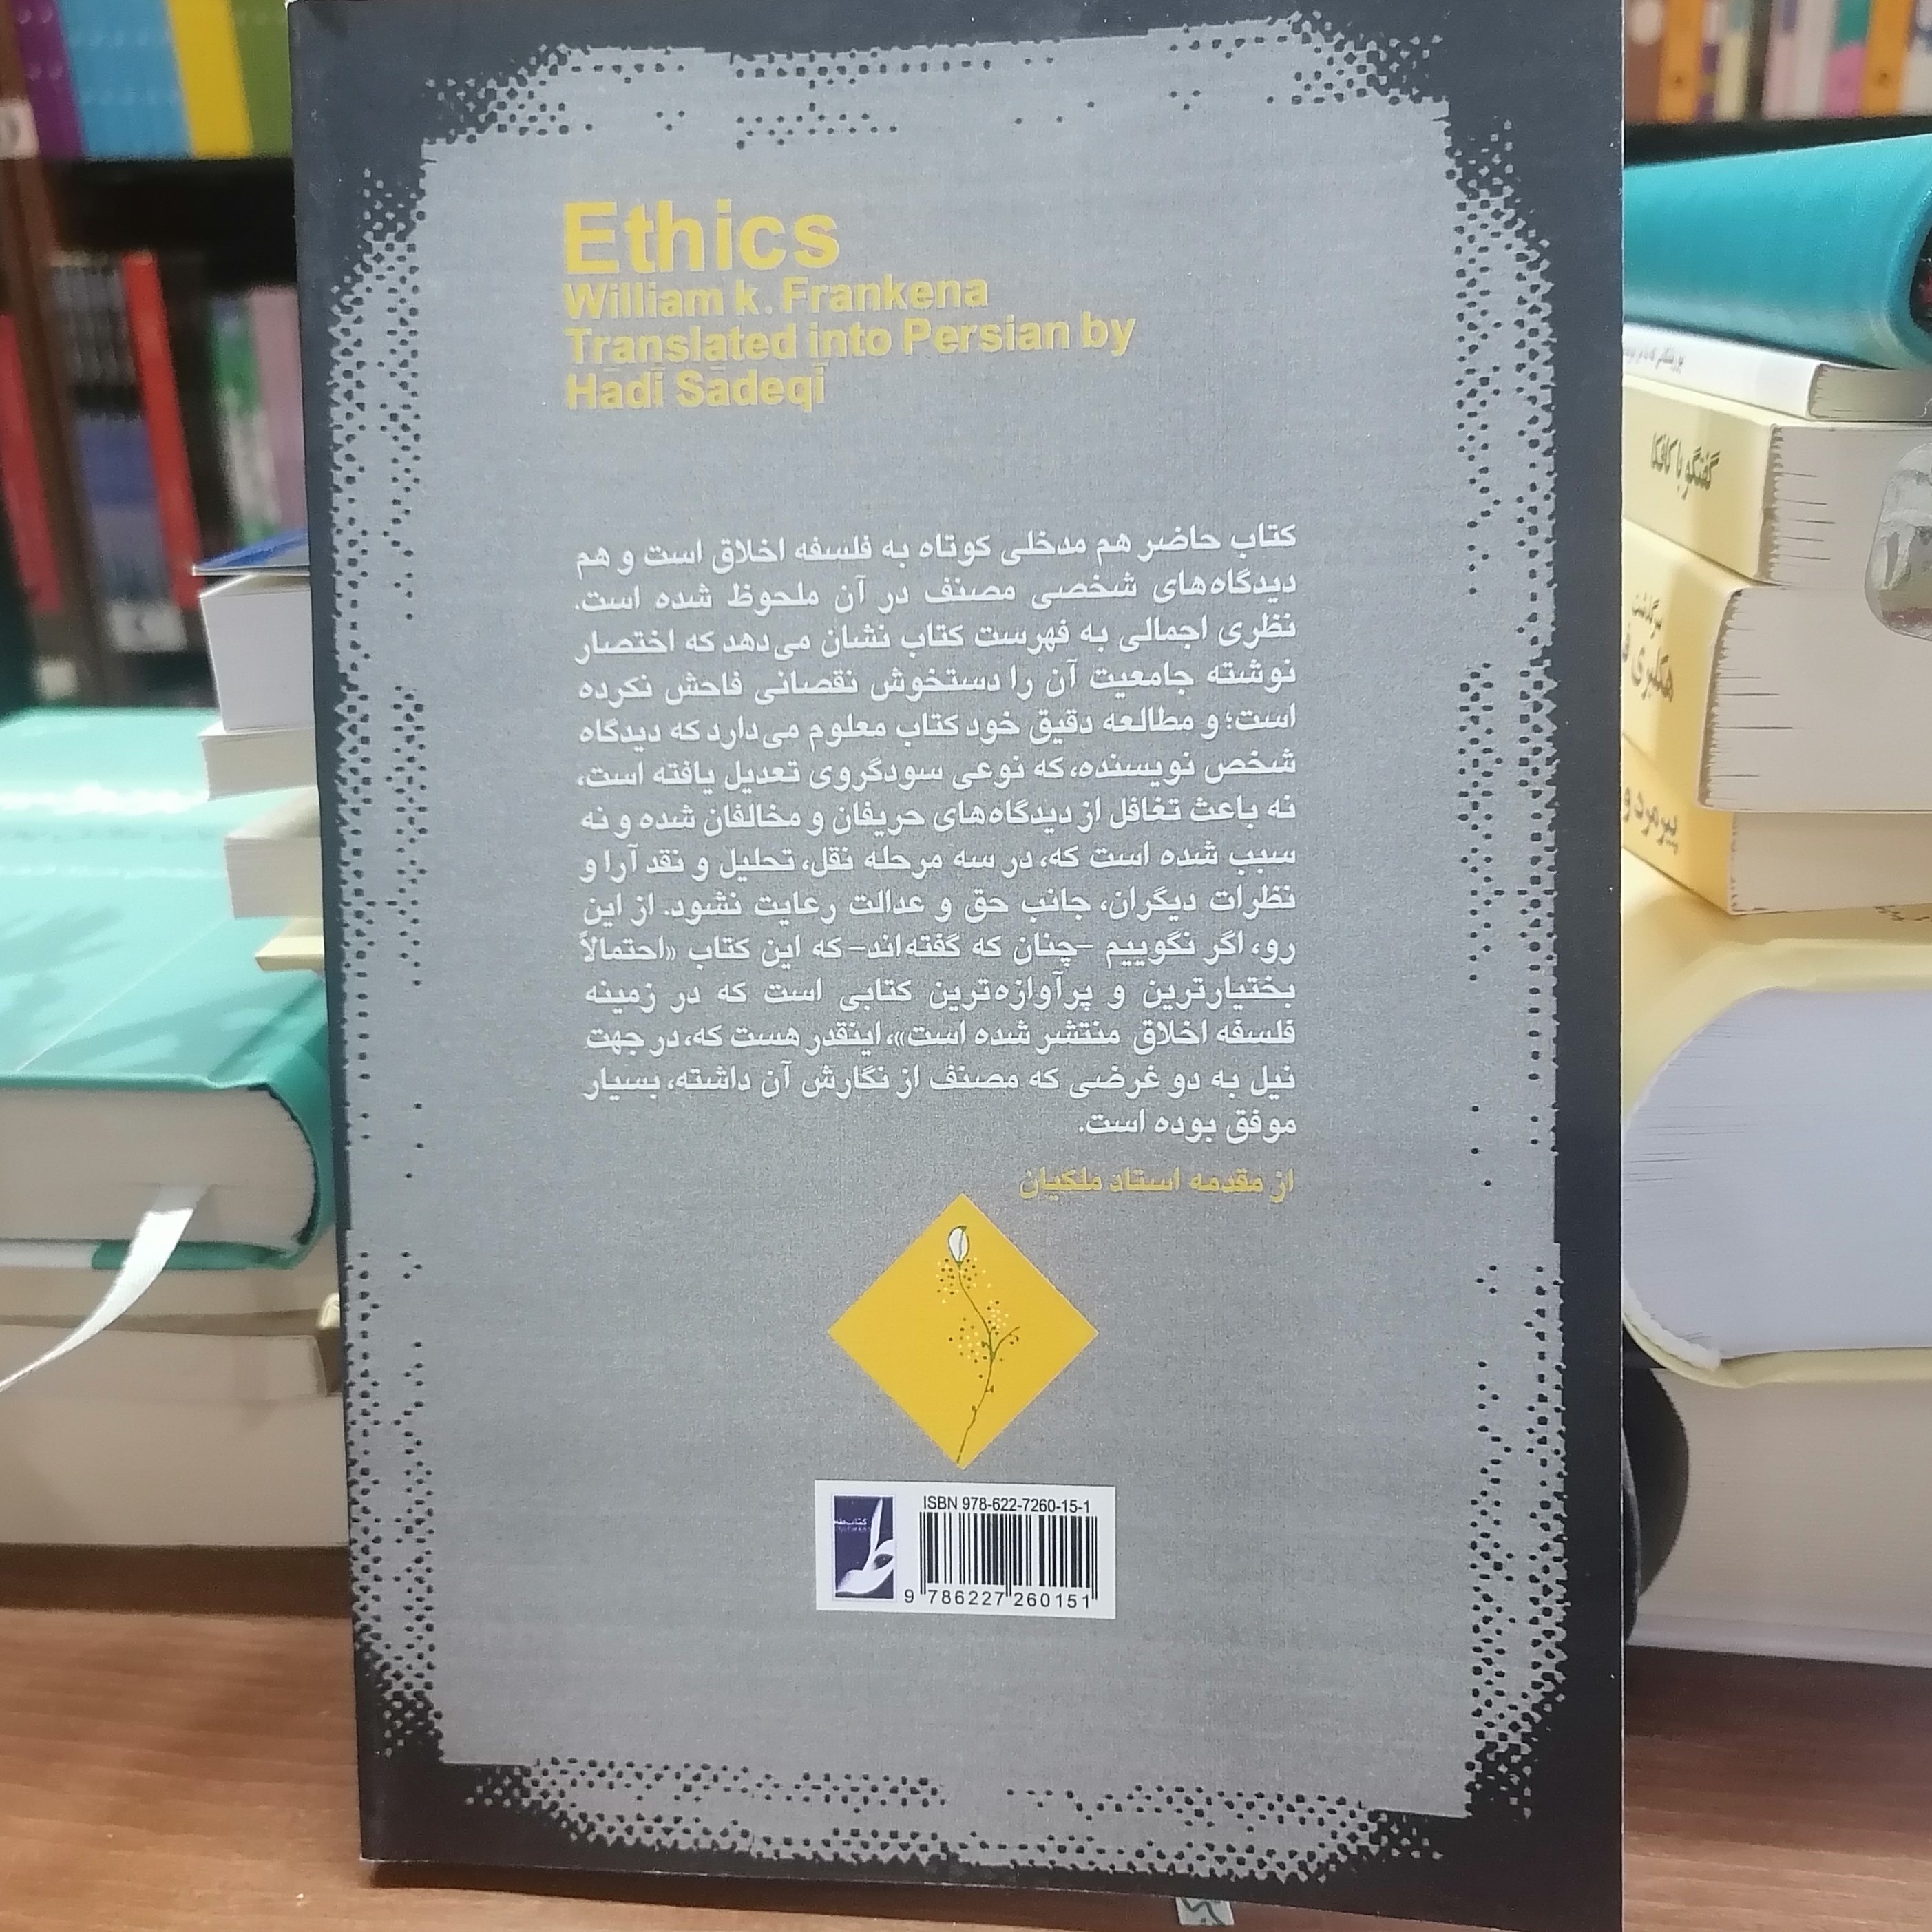 Ethics
William k. Frankena
Translated into Persian by
Hādī Sādeqī
کتاب حاضر هم مدخلی کوتاه به فلسفه اخلاق است و هم
دیدگاه‌های شخصی مصنف در آن ملحوظ شده است.
نظری اجمالی به فهرست کتاب نشان می‌دهد که اختصار
نوشته جامعیت آن را دستخوش نقصانی فاحش نکرده
است؛ و مطالعه دقیق خود کتاب معلوم می‌دارد که دیدگاه
شخص نویسنده، که نوعی سودگروی تعدیل یافته است،
نه باعث تغافل از دیدگاه‌های حریفان و مخالفان شده و نه
سبب شده است که، در سه مرحله نقل، تحلیل و نقد آرا و
نظرات دیگران، جانب حق و عدالت رعایت نشود. از این
رو، اگر نگوییم -چنان که گفته‌اند- که این کتاب «احتمالاً
بختیارترین و پرآوازه‌ترین کتابی است که در زمینه
فلسفه اخلاق منتشر شده است»، اینقدر هست که، در جهت
نیل به دو غرضی که مصنف از نگارش آن داشته، بسیار
موفق بوده است.
از مقدمه استاد ملکیان
ISBN 978-622-7260-15-1
کتاب طه
9 786227 260151
گفتگو با کافکا
سرگذشت
هکلبری
پیرمرد و